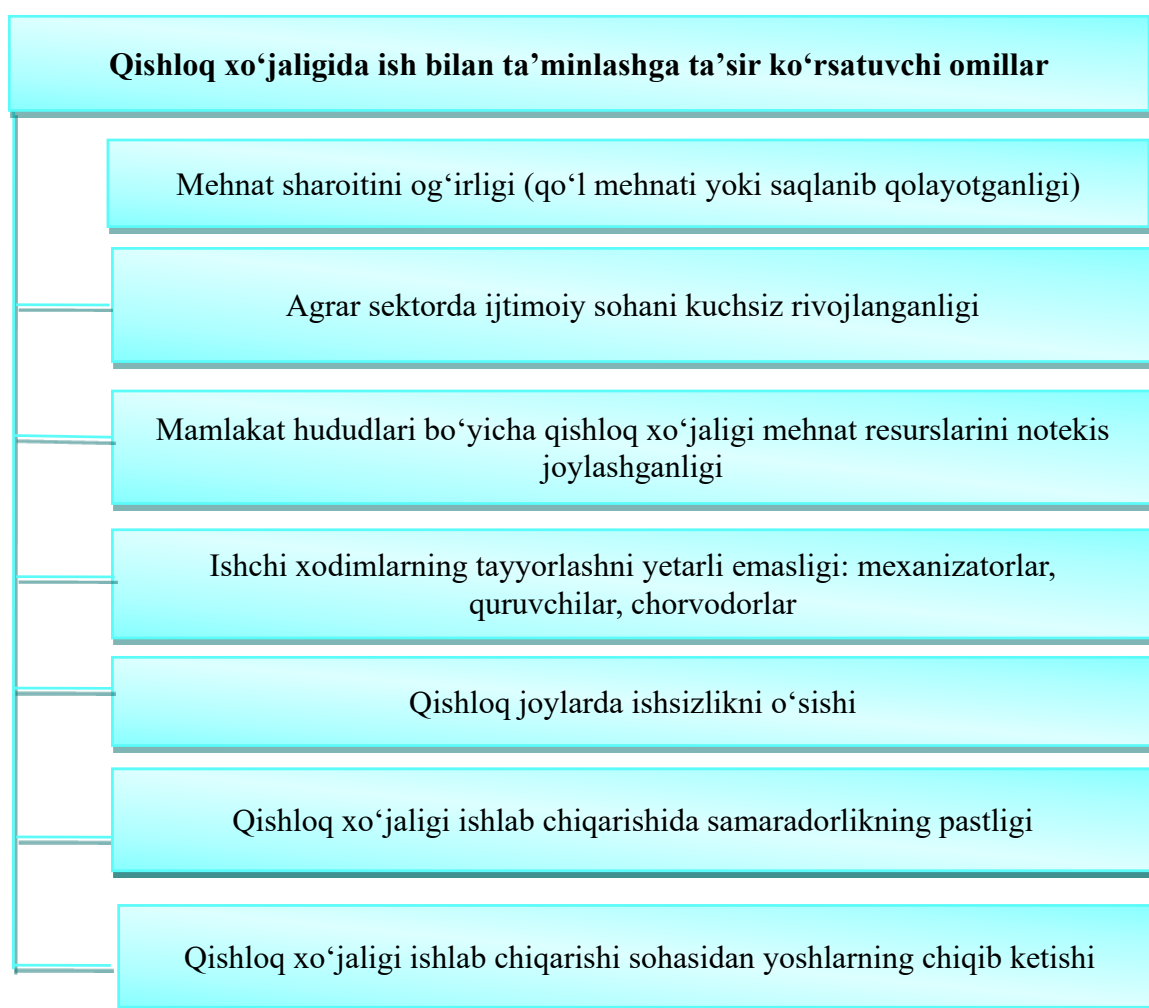 Qishloq xo‘jaligida ish bilan ta’minlashga ta’sir ko‘rsatuvchi omillar
Mehnat sharoitini og‘irligi (qo‘l mehnati yoki saqlanib qolayotganligi)
Agrar sektorda ijtimoiy sohani kuchsiz rivojlanganligi
Mamlakat hududlari bo‘yicha qishloq xo‘jaligi mehnat resurslarini notekis
joylashganligi
Ishchi xodimlarning tayyorlashni yetarli emasligi: mexanizatorlar,
quruvchilar, chorvodorlar
Qishloq joylarda ishsizlikni o‘sishi
Qishloq xo‘jaligi ishlab chiqarishida samaradorlikning pastligi
Qishloq xo‘jaligi ishlab chiqarishi sohasidan yoshlarning chiqib ketishi